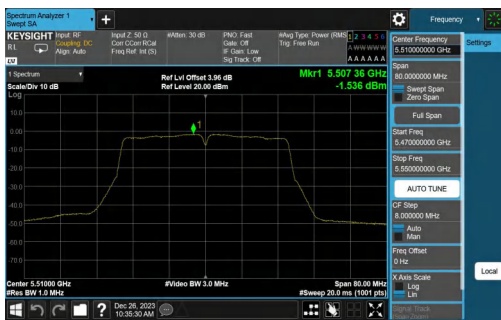 Spectrum Analyzer 1
Swept SA
+
Frequency
KEYSIGHT
RL
Input: RF
Coupling: DC
Align: Auto
Input Z: 50 Ω
Corr CCorr RCal
Freq Ref: Int (S)
#Atten: 30 dB
PNO: Fast
Gate: Off
IF Gain: Low
Sig Track: Off
#Avg Type: Power (RMS)
Trig: Free Run
1 2 3 4 5 6
A W W W W W
A A A A A A
LVI
1 Spectrum
Scale/Div 10 dB
Ref Lvl Offset 3.96 dB
Ref Level 20.00 dBm
Mkr1 5.507 36 GHz
-1.536 dBm
Log
10.0
0.00
-10.0
-20.0
-30.0
-40.0
-50.0
-60.0
-70.0
1
Center 5.51000 GHz
#Res BW 1.0 MHz
#Video BW 3.0 MHz
Span 80.00 MHz
#Sweep 20.0 ms (1001 pts)
Dec 26, 2023
10:35:30 AM
?
Center Frequency
5.510000000 GHz
Span
80.0000000 MHz
Swept Span
Zero Span
Full Span
Start Freq
5.470000000 GHz
Stop Freq
5.550000000 GHz
AUTO TUNE
CF Step
8.000000 MHz
Auto
Man
Freq Offset
0 Hz
X Axis Scale
Log
Lin
Signal Track
Settings
Local